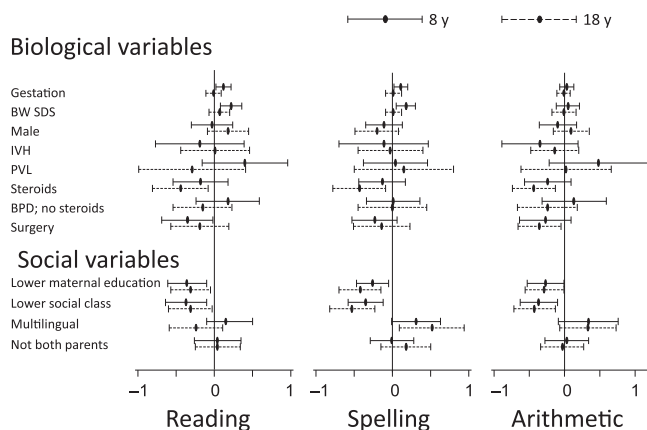 8 y
18 y
Biological variables
Gestation
BW SDS
Male
IVH
PVL
Steroids
BPD; no steroids
Surgery
Social variables
Lower maternal education
Lower social class
Multilingual
Not both parents
−1 0 1 −1 0 1 −1 0 1
Reading Spelling Arithmetic